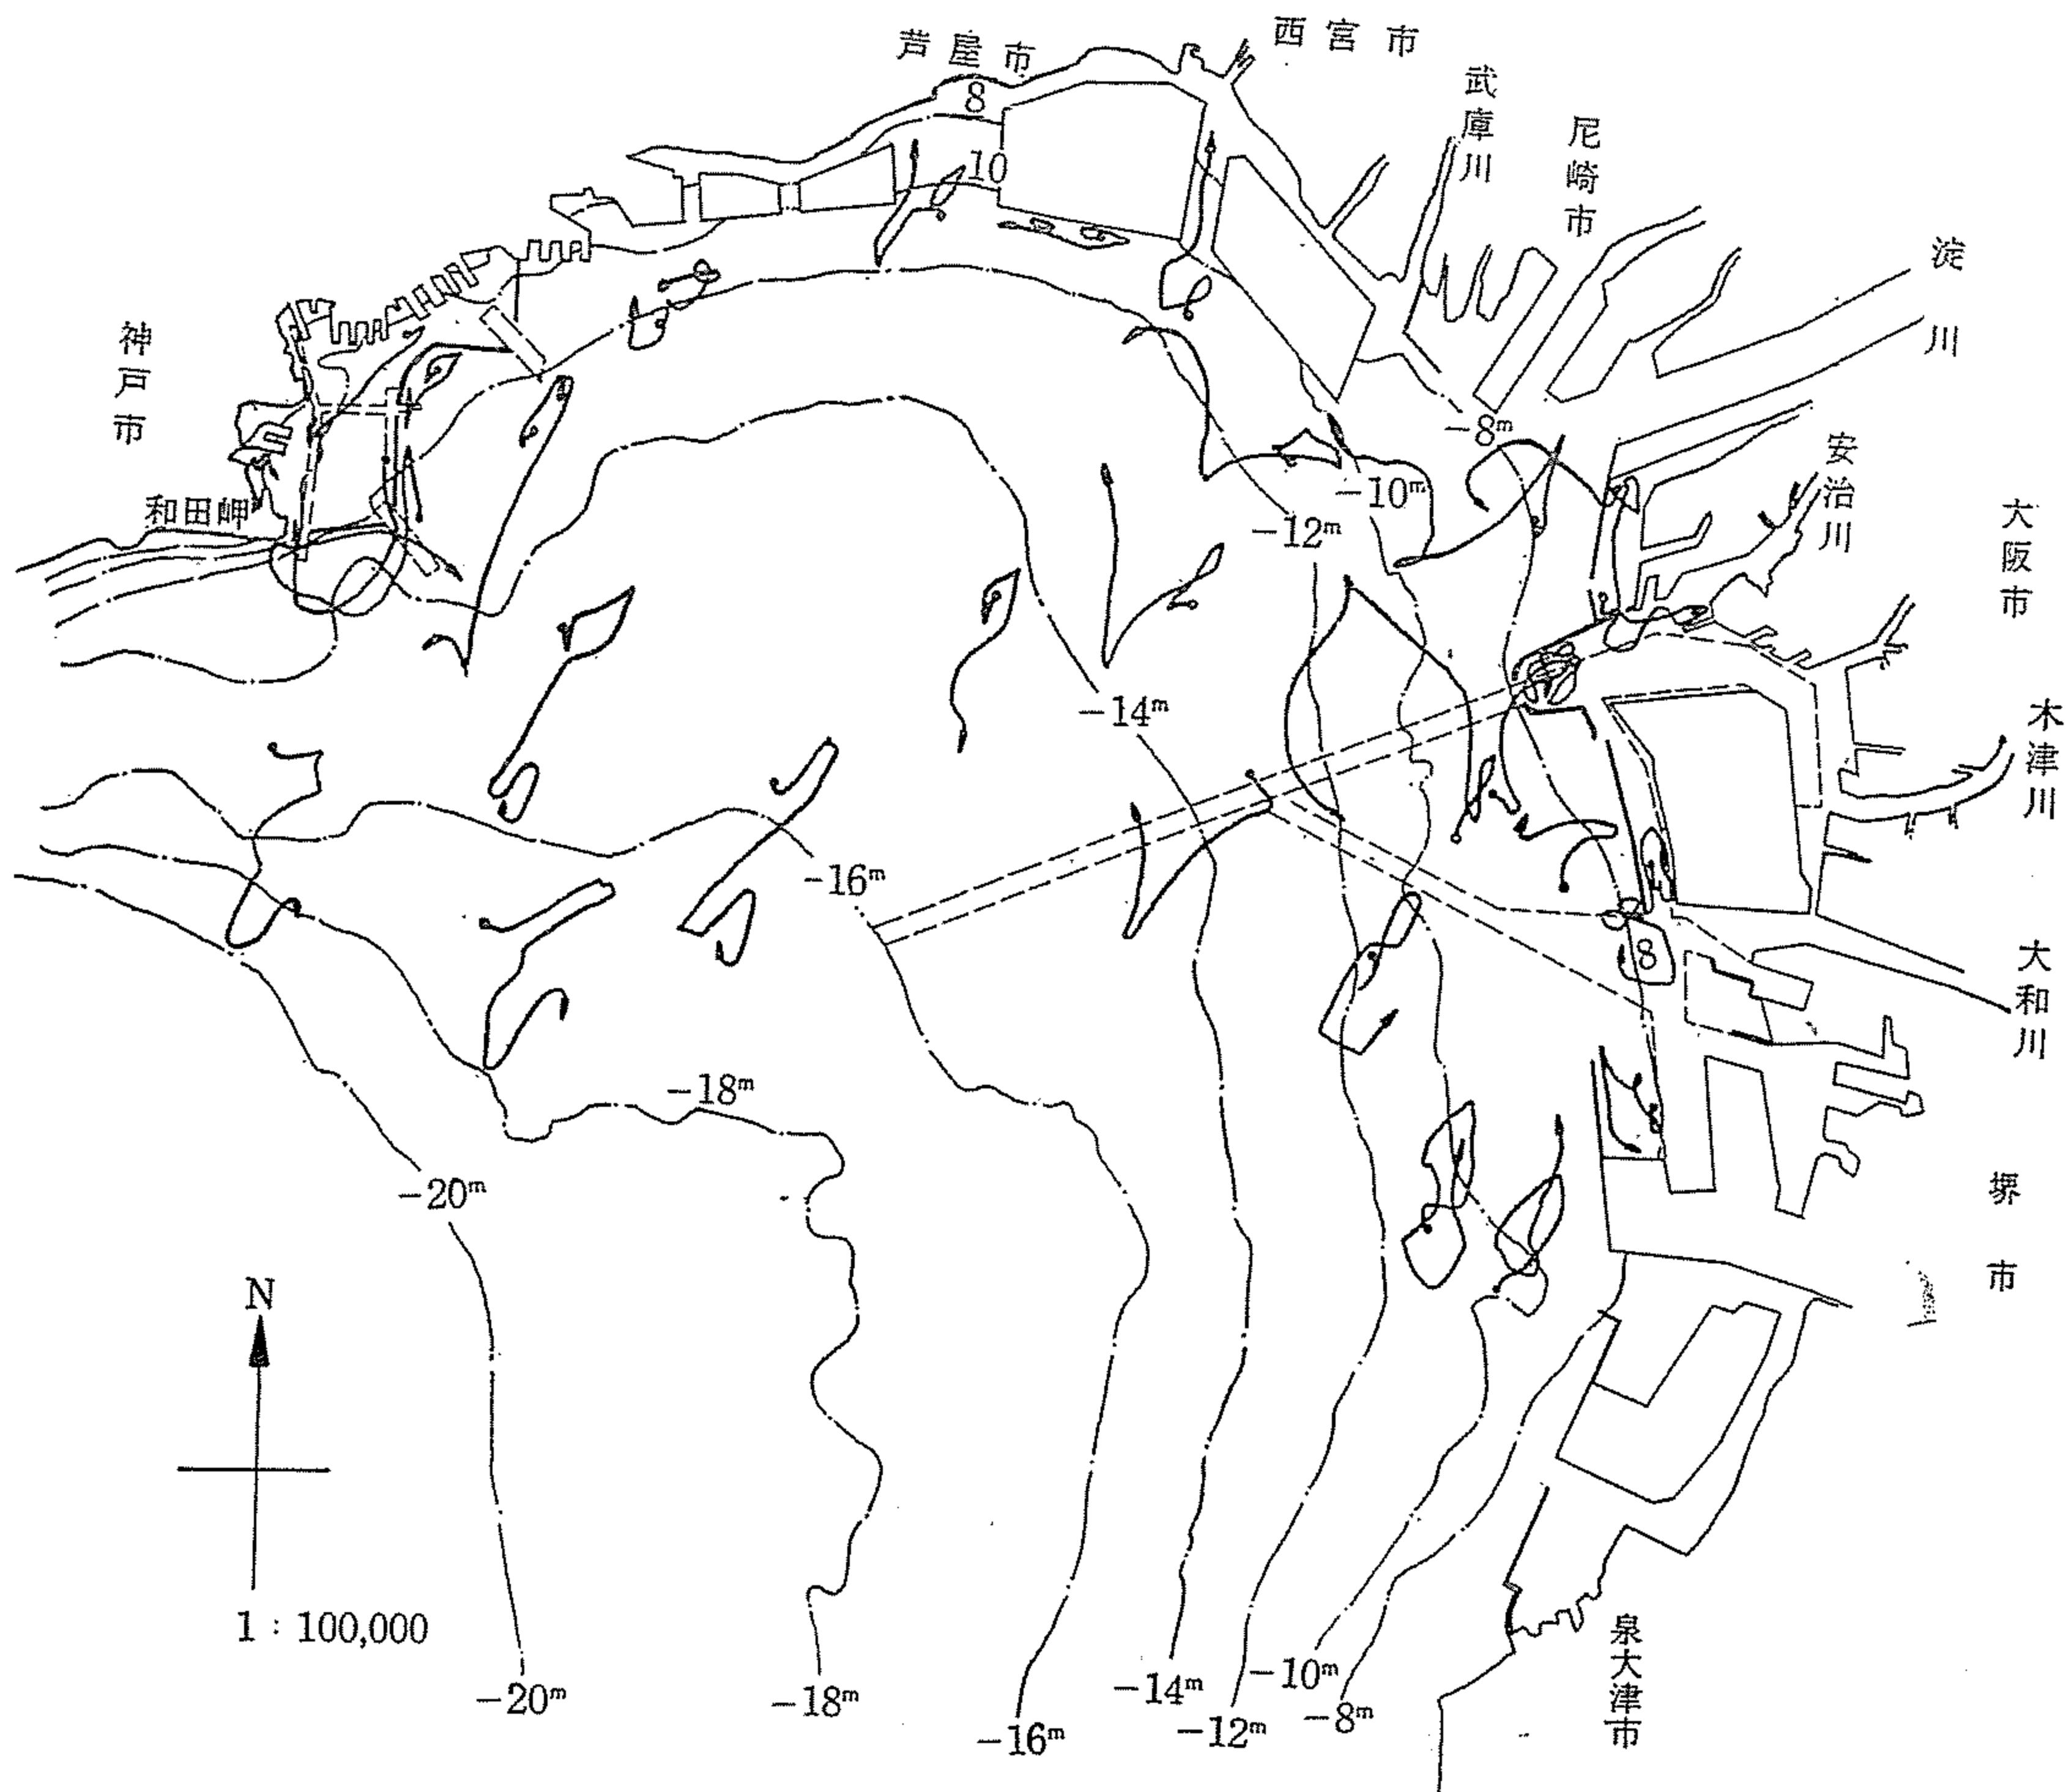 芦屋市
西宮市
武庫川
尼崎市
淀川
神戸市
和田岬
安治川
大阪市
木津川
大和川
堺市
泉大津市
8
10
-8ᵐ
-10ᵐ
-12ᵐ
-14ᵐ
-16ᵐ
8
-18ᵐ
-20ᵐ
N
1 : 100,000
-20ᵐ
-18ᵐ
-16ᵐ
-14ᵐ
-12ᵐ
-10ᵐ
-8ᵐ